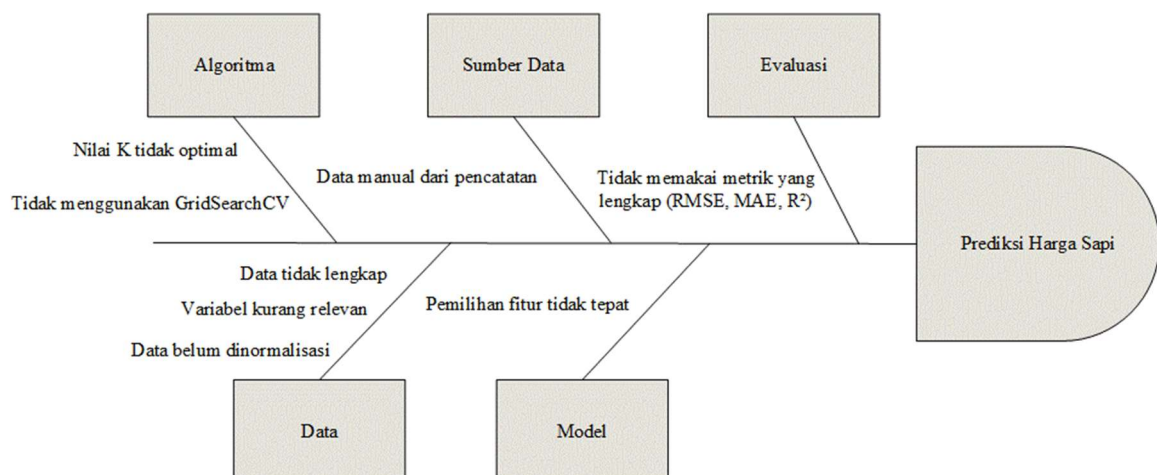 Algoritma
Sumber Data
Evaluasi
Nilai K tidak optimal
Tidak menggunakan GridSearchCV
Data manual dari pencatatan
Tidak memakai metrik yang
lengkap (RMSE, MAE, R²)
Prediksi Harga Sapi
Data tidak lengkap
Variabel kurang relevan
Data belum dinormalisasi
Pemilihan fitur tidak tepat
Data
Model